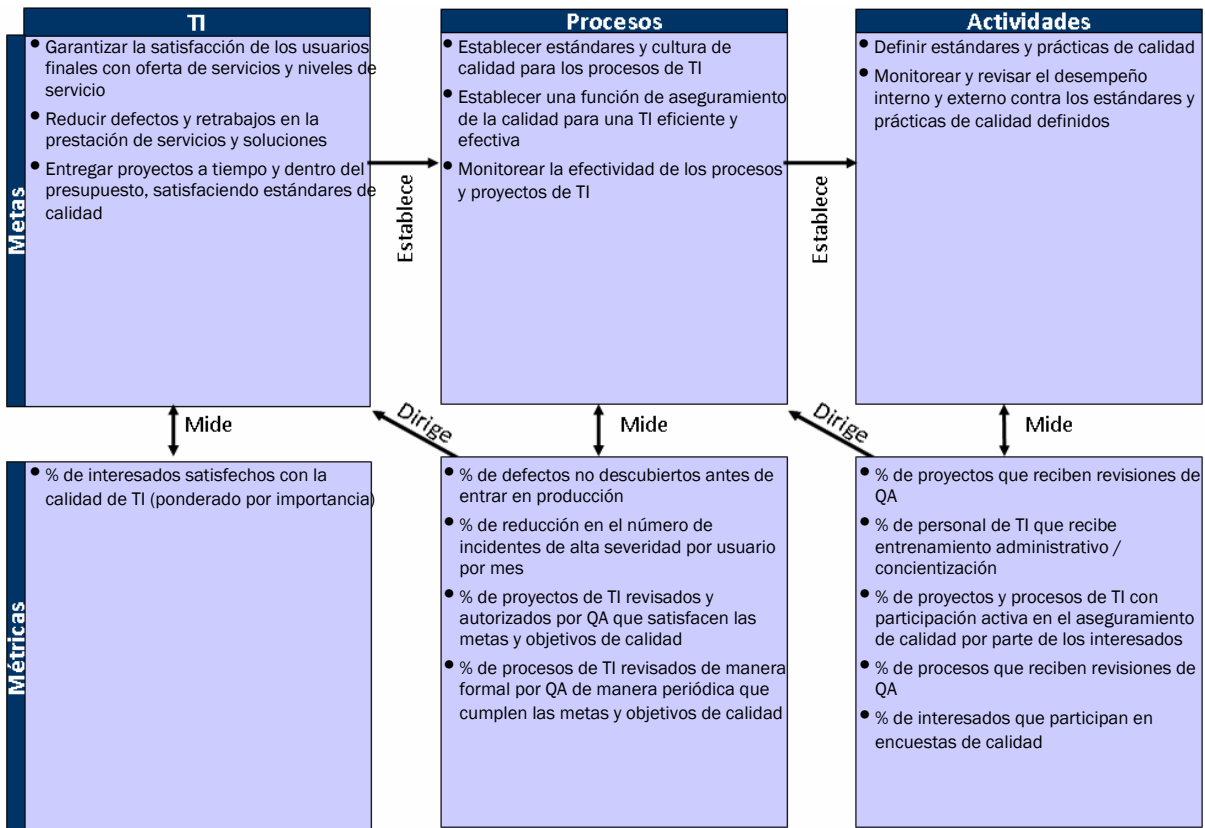 TI
Procesos
Actividades
Metas
• Garantizar la satisfacción de los usuarios
finales con oferta de servicios y niveles de
servicio
• Reducir defectos y retrabajos en la
prestación de servicios y soluciones
• Entregar proyectos a tiempo y dentro del
presupuesto, satisfaciendo estándares de
calidad
Establece
• Establecer estándares y cultura de
calidad para los procesos de TI
• Establecer una función de aseguramiento
de la calidad para una TI eficiente y
efectiva
• Monitorear la efectividad de los procesos
y proyectos de TI
Establece
• Definir estándares y prácticas de calidad
• Monitorear y revisar el desempeño
interno y externo contra los estándares y
prácticas de calidad definidos
Mide
Dirige
Mide
Dirige
Mide
Métricas
• % de interesados satisfechos con la
calidad de TI (ponderado por importancia)
• % de defectos no descubiertos antes de
entrar en producción
• % de reducción en el número de
incidentes de alta severidad por usuario
por mes
• % de proyectos de TI revisados y
autorizados por QA que satisfacen las
metas y objetivos de calidad
• % de procesos de TI revisados de manera
formal por QA de manera periódica que
cumplen las metas y objetivos de calidad
• % de proyectos que reciben revisiones de
QA
• % de personal de TI que recibe
entrenamiento administrativo /
concientización
• % de proyectos y procesos de TI con
participación activa en el aseguramiento
de calidad por parte de los interesados
• % de procesos que reciben revisiones de
QA
• % de interesados que participan en
encuestas de calidad